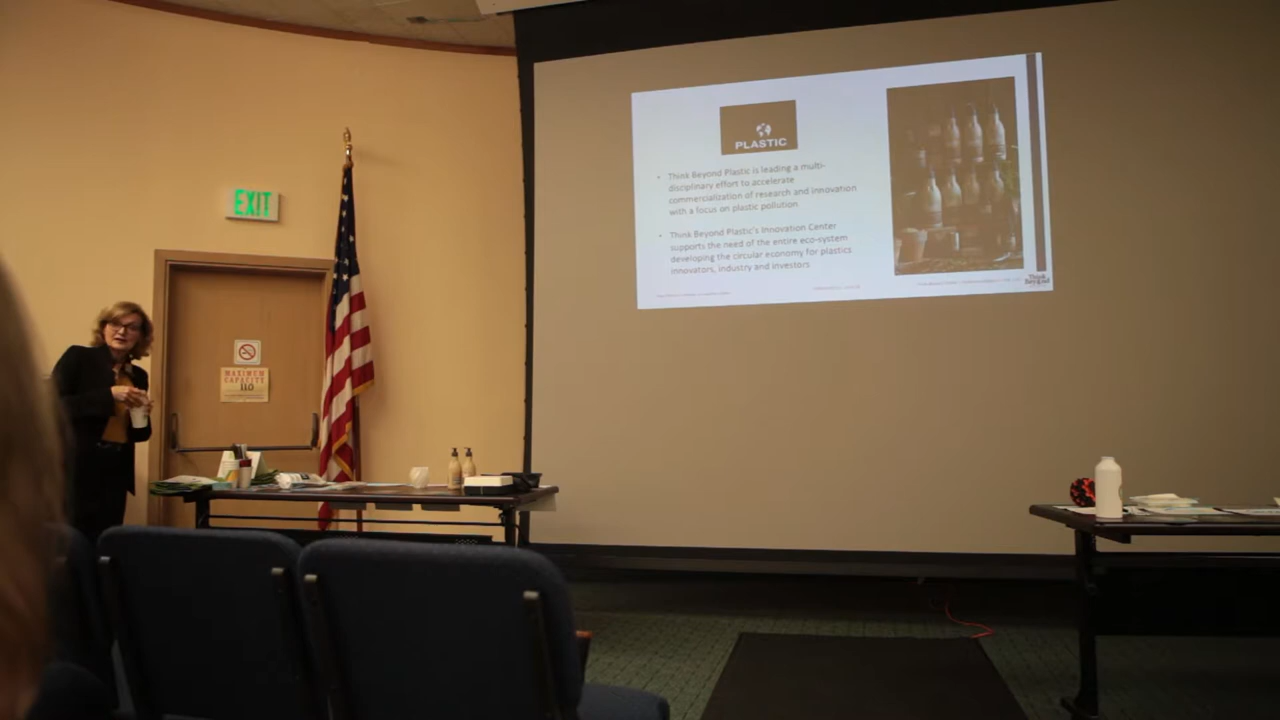 PLASTIC
Think Beyond Plastic is leading a multi-
disciplinary effort to accelerate
commercialization of research and innovation
with a focus on plastic pollution
Think Beyond Plastic's Innovation Center
supports the need of the entire eco-system
developing the circular economy for plastics
innovators, industry and investors
Think
Beyond
EXIT
MAXIMUM
CAPACITY
110